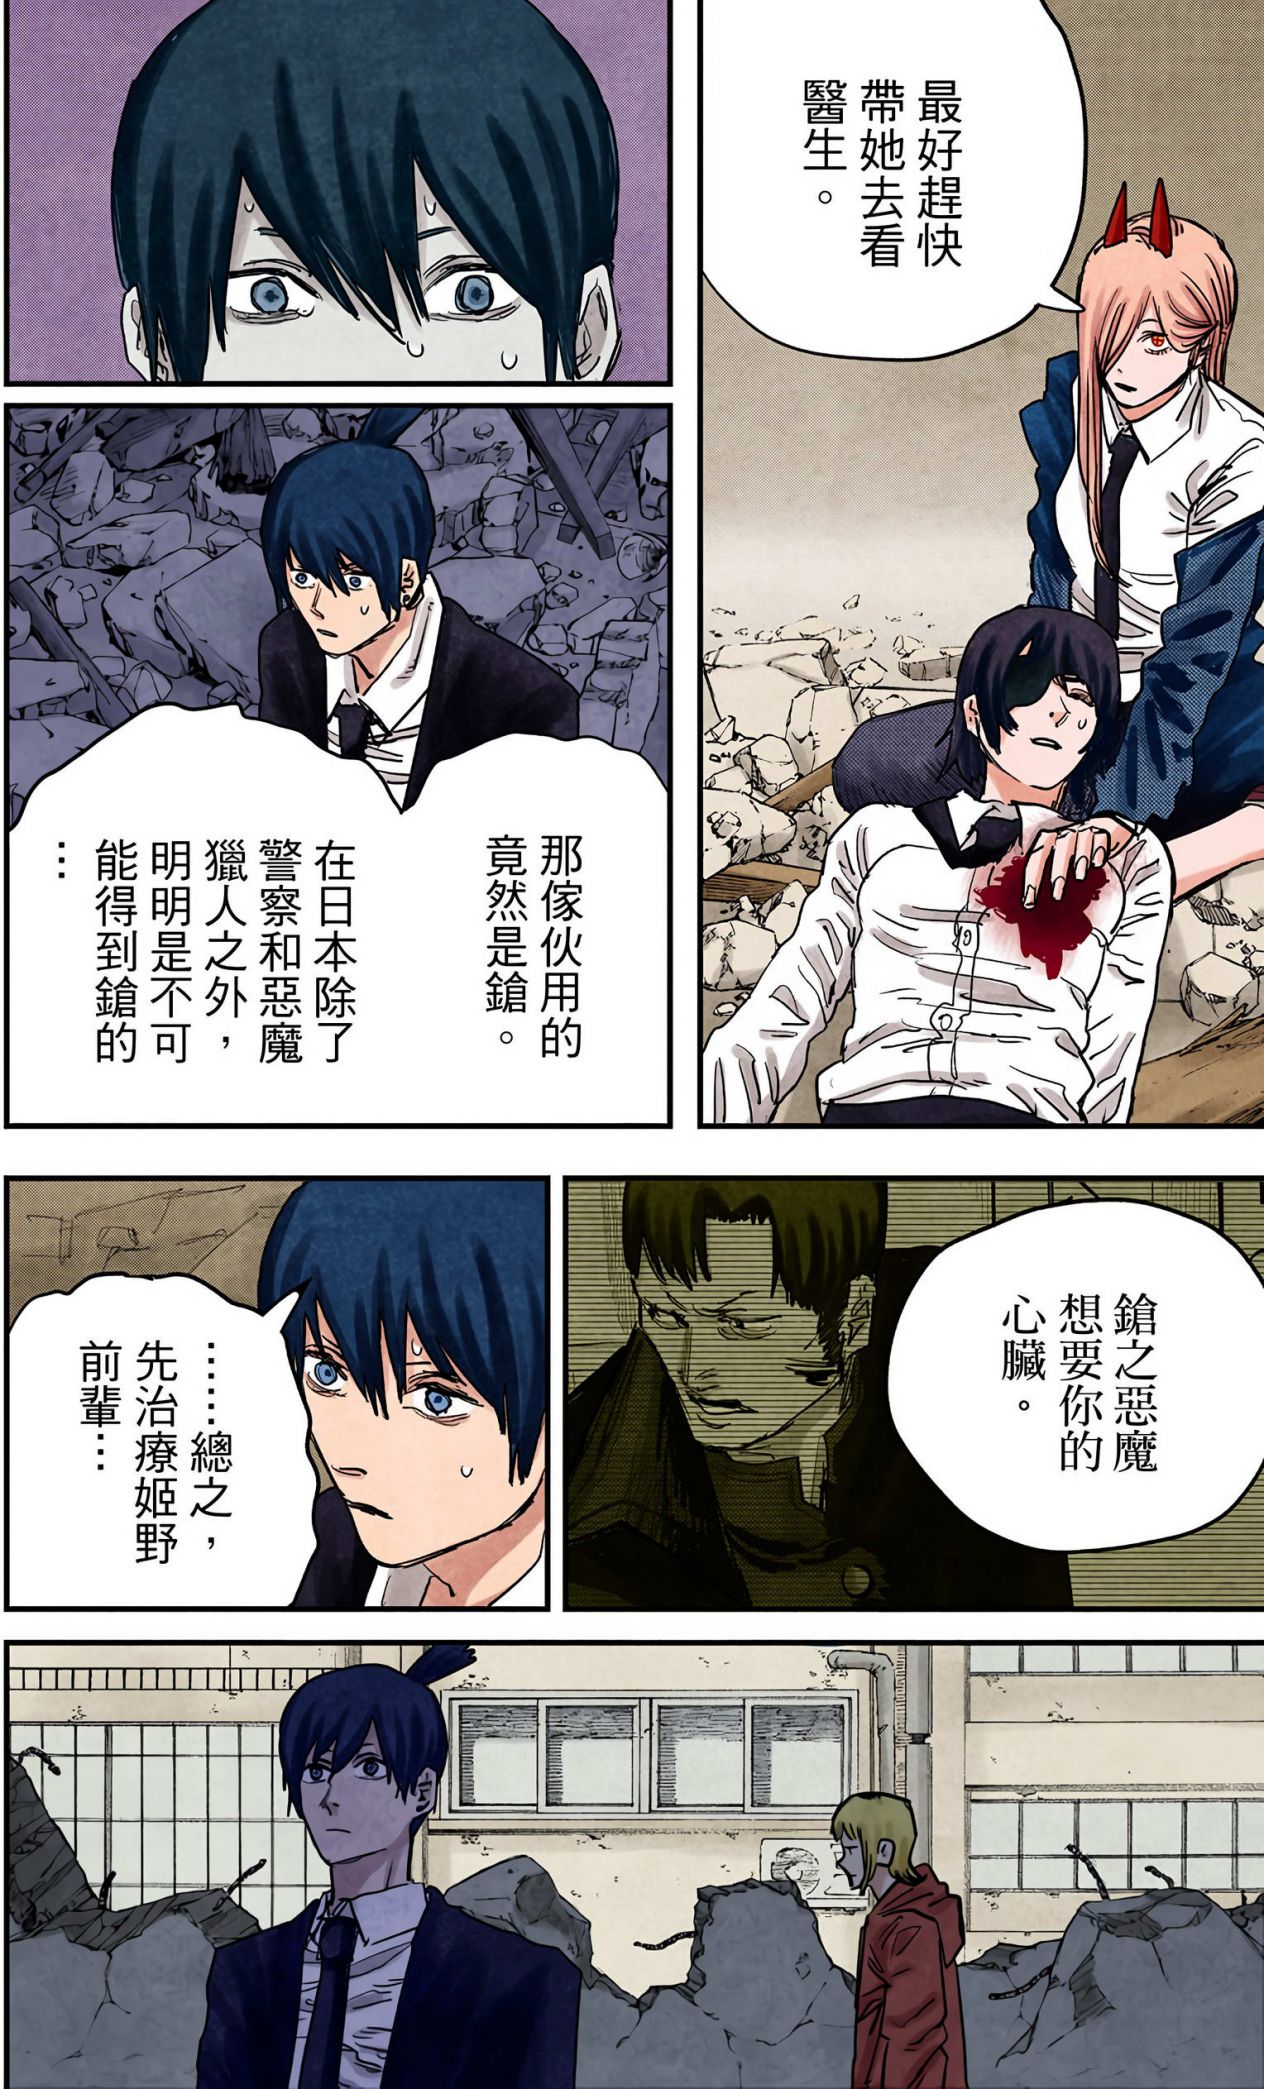 最好趕快
帶她去看
醫生。
那傢伙用的
竟然是鎗。
在日本除了
警察和惡魔
獵人之外，
明明是不可
能得到鎗的
…
鎗之惡魔
想要你的
心臟。
……總之，
先治療姬野
前輩…